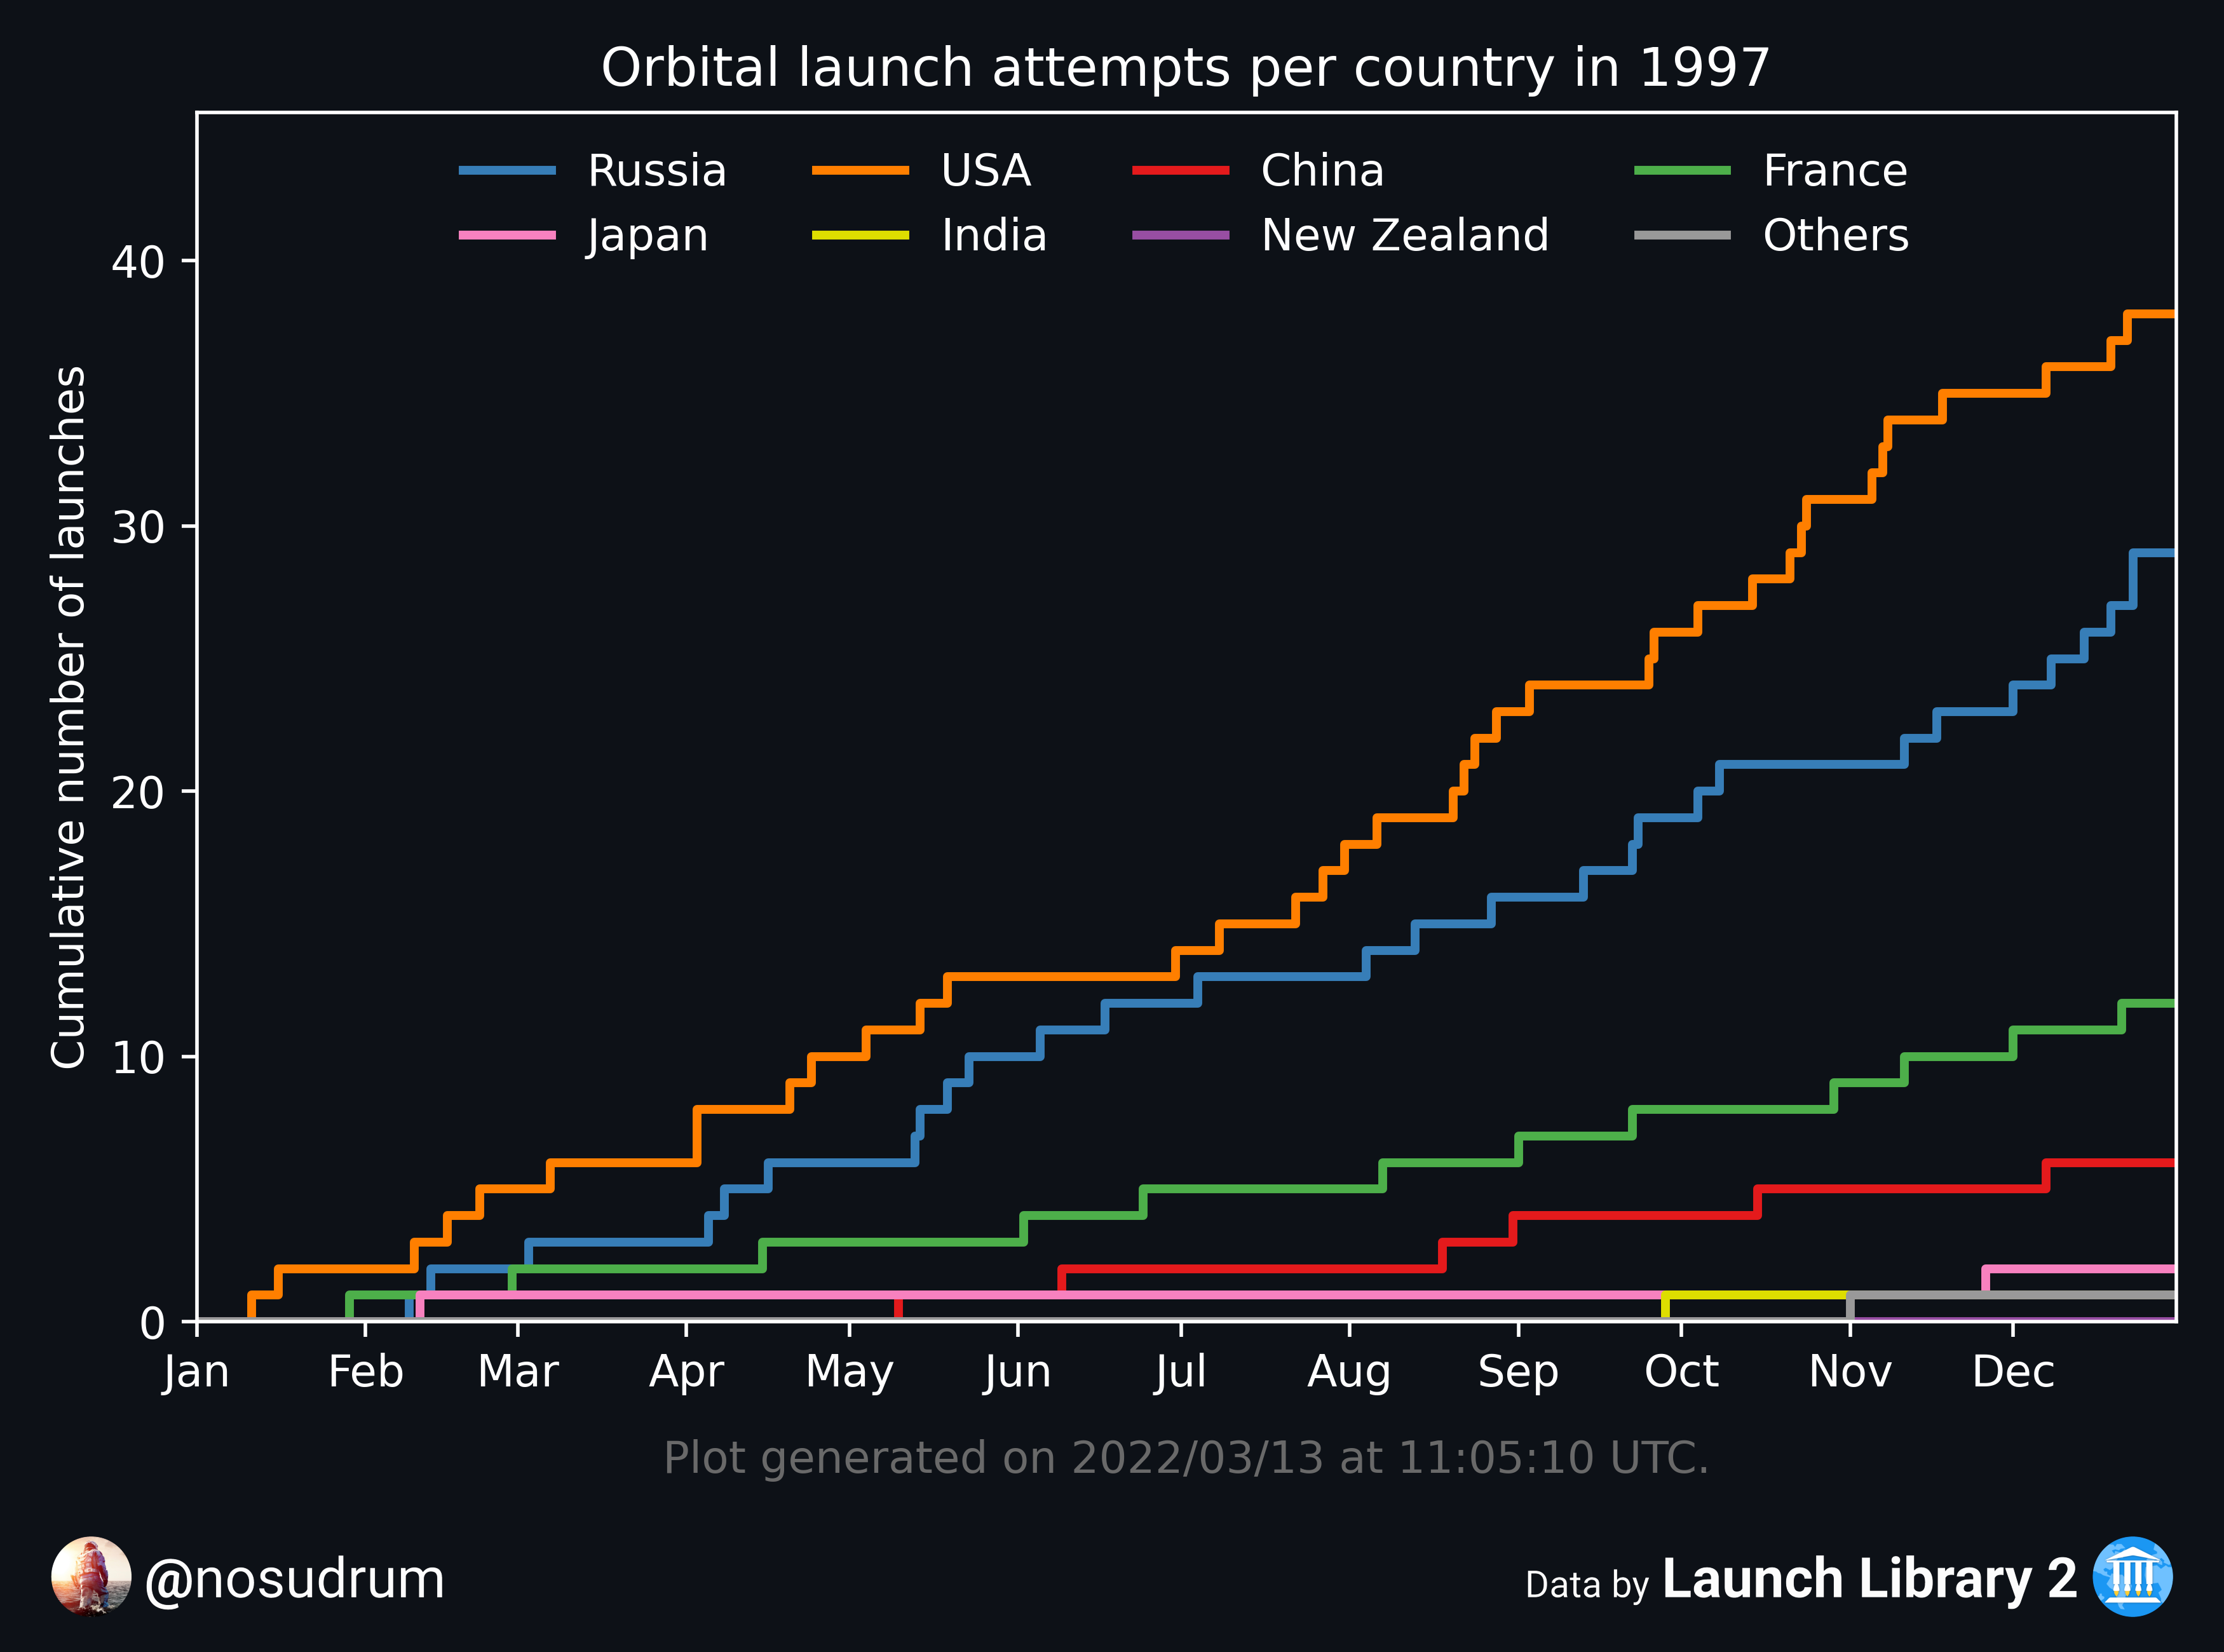 Orbital launch attempts per country in 1997
Russia USA China France
Japan India New Zealand Others
Cumulative number of launches
40
30
20
10
0
Jan Feb Mar Apr May Jun Jul Aug Sep Oct Nov Dec
Plot generated on 2022/03/13 at 11:05:10 UTC.
@nosudrum
Data by Launch Library 2